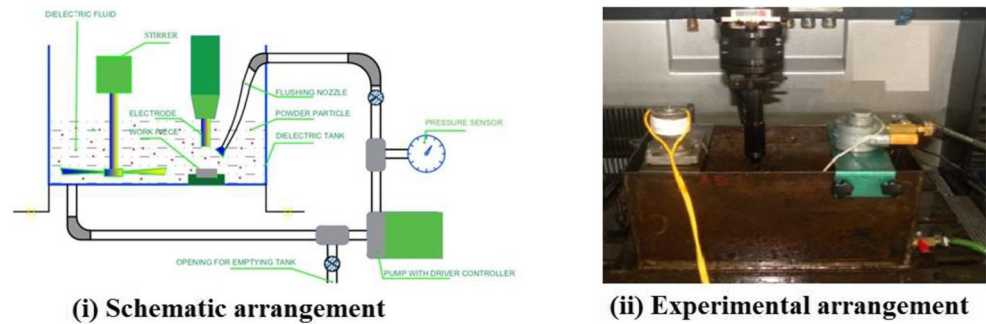 DIELECTRIC FLUID
STIRRER
FLUSHING NOZZLE
ELECTRODE
POWDER PARTICLE
WORK PIECE
PRESSURE SENSOR
DIELECTRIC TANK
OPENING FOR EMPTYING TANK
PUMP WITH DRIVER CONTROLLER
(i) Schematic arrangement
(ii) Experimental arrangement